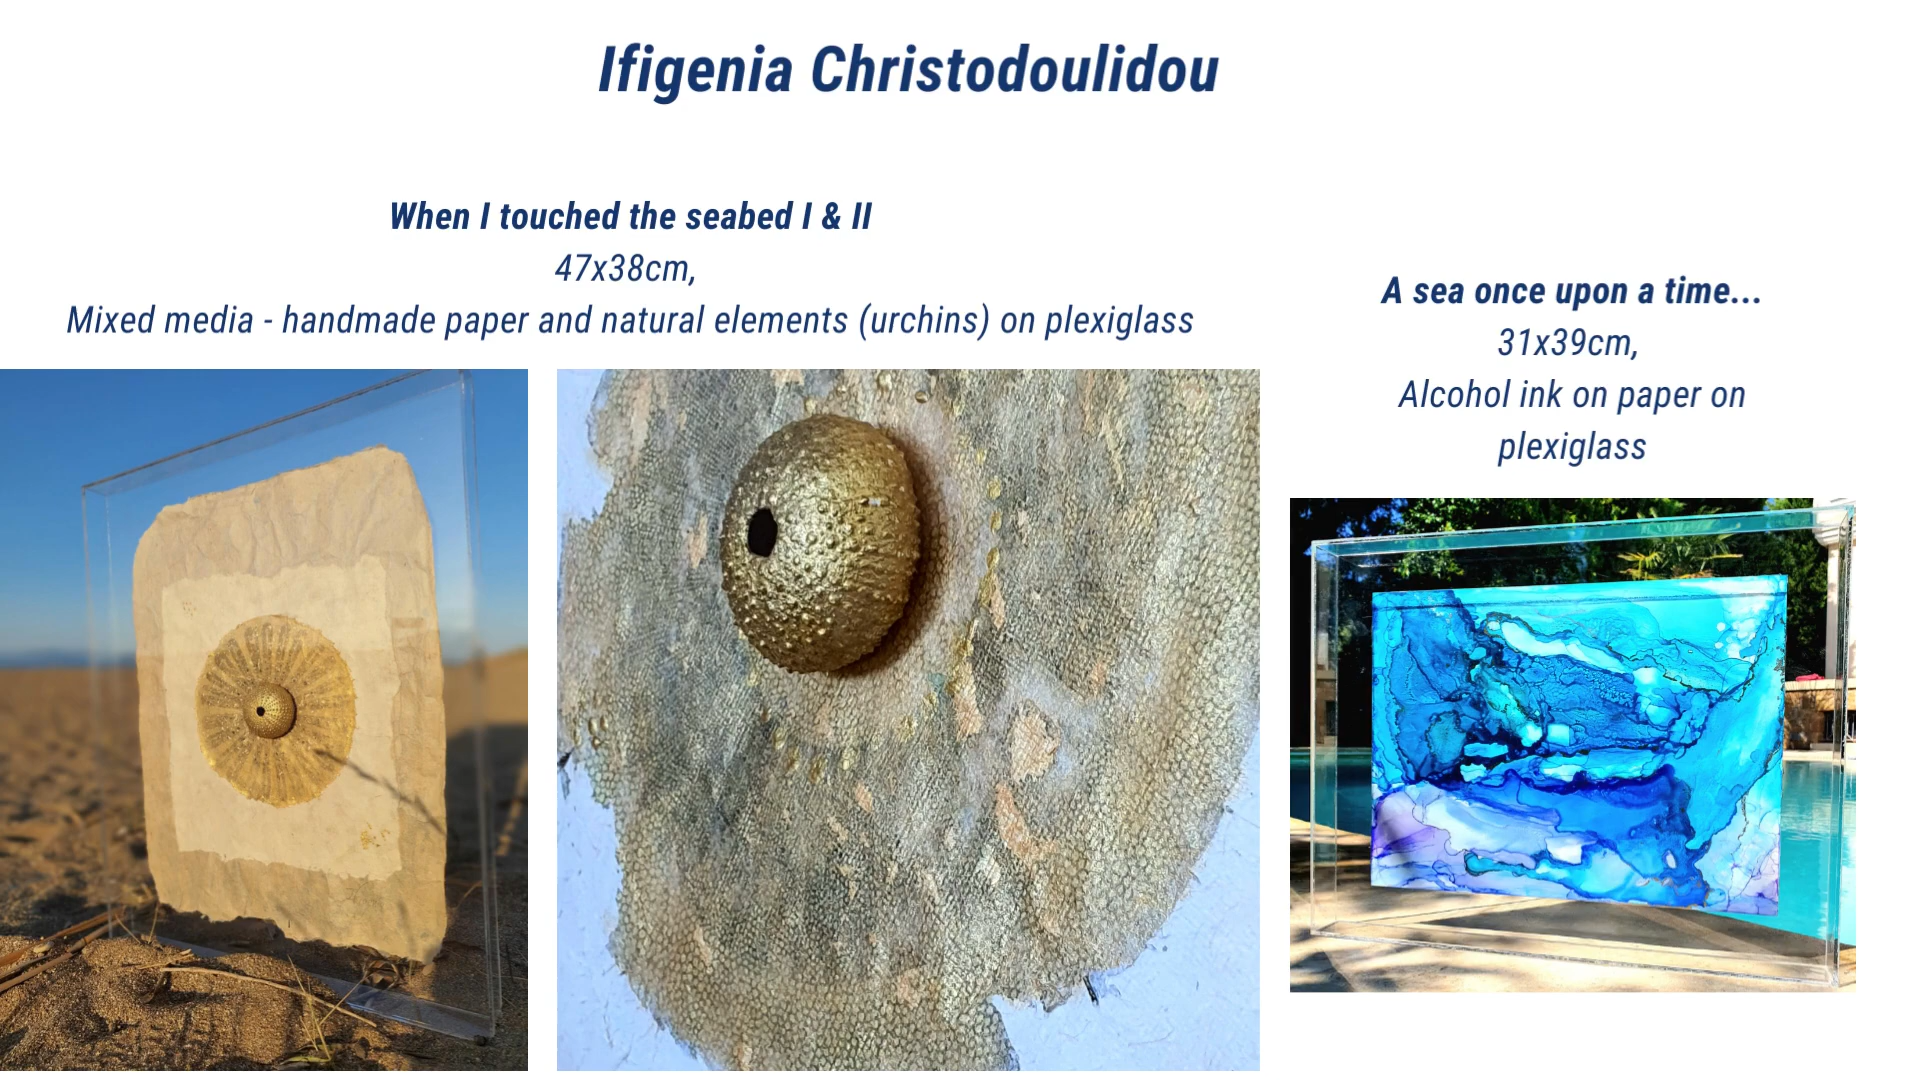 Ifigenia Christodoulidou
When I touched the seabed I & II
47x38cm,
Mixed media - handmade paper and natural elements (urchins) on plexiglass
A sea once upon a time...
31x39cm,
Alcohol ink on paper on
plexiglass